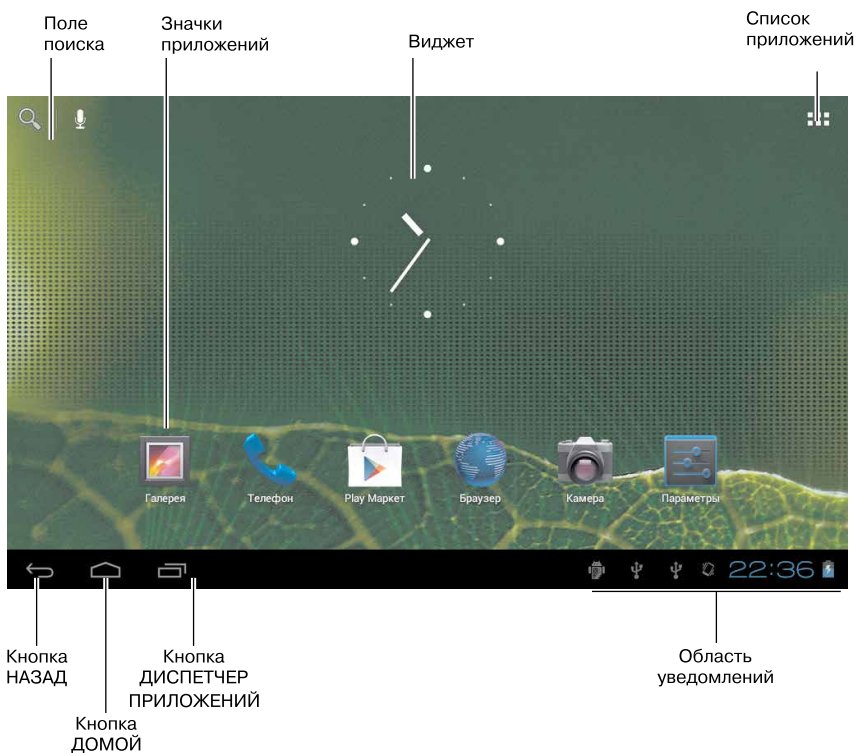 Поле
поиска
Значки
приложений
Виджет
Список
приложений
Галерея
Телефон
Play Маркет
Браузер
Камера
Параметры
22:36
Кнопка
НАЗАД
Кнопка
ДОМОЙ
Кнопка
ДИСПЕТЧЕР
ПРИЛОЖЕНИЙ
Область
уведомлений